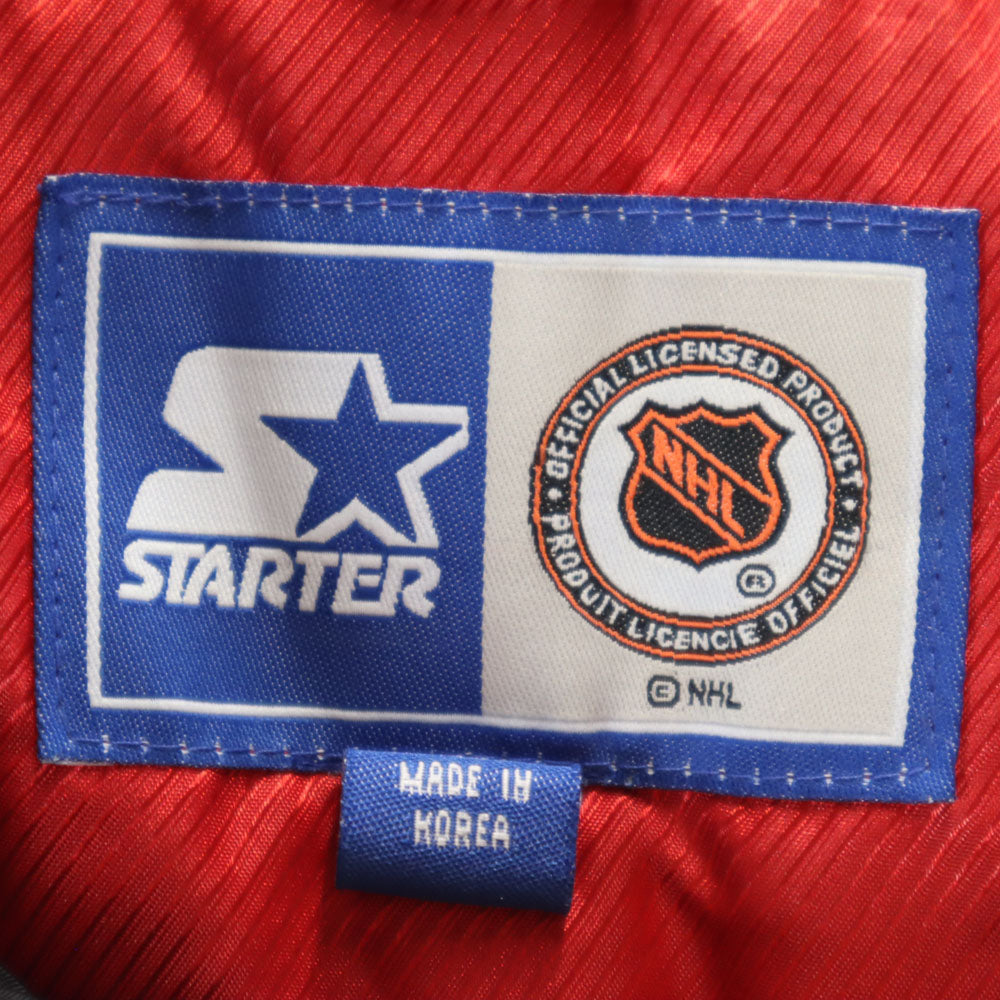 STARTER
• OFFICIAL LICENSED PRODUCT •
PRODUIT LICENCIE OFFICIEL
NHL
®
© NHL
MADE IN
KOREA